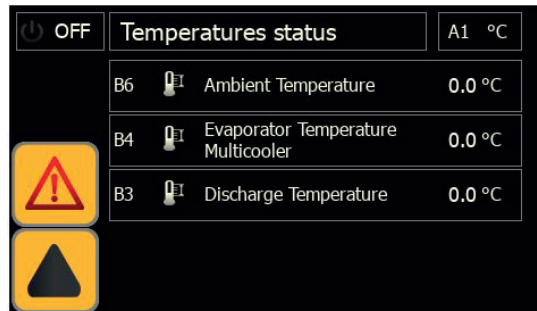 OFF Temperatures status A1 °C
B6 Ambient Temperature 0.0 °C
B4 Evaporator Temperature Multicooler 0.0 °C
B3 Discharge Temperature 0.0 °C